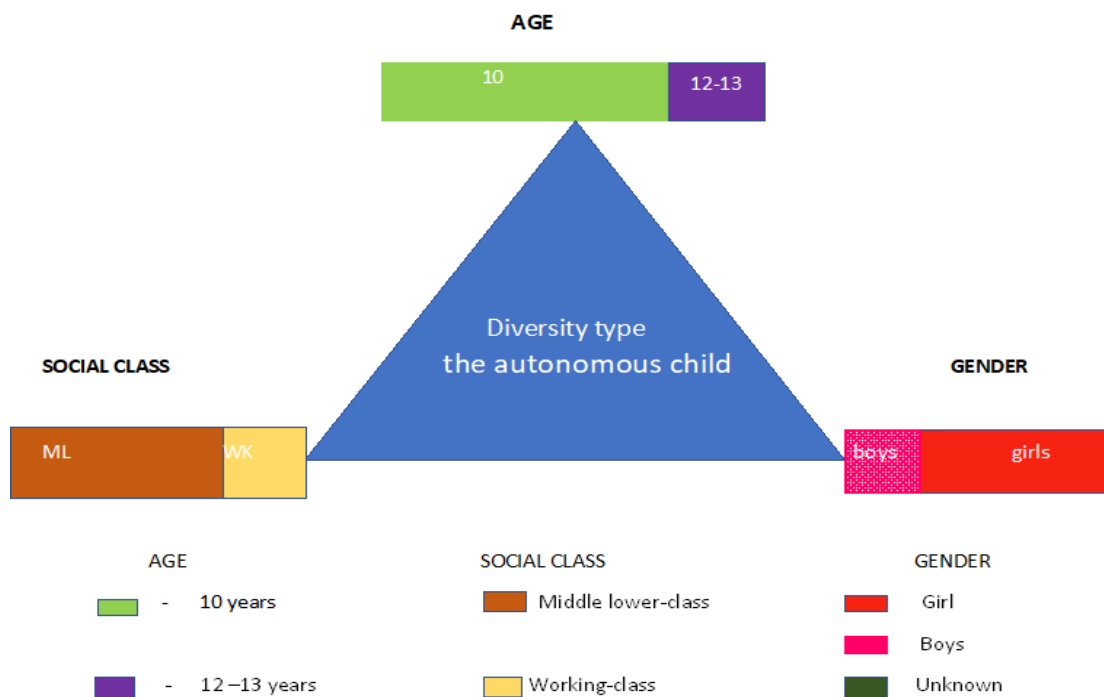 AGE
10
12-13
Diversity type
the autonomous child
SOCIAL CLASS
GENDER
ML
WK
boys
girls
AGE
SOCIAL CLASS
GENDER
- 10 years
Middle lower-class
Girl
Boys
- 12 –13 years
Working-class
Unknown